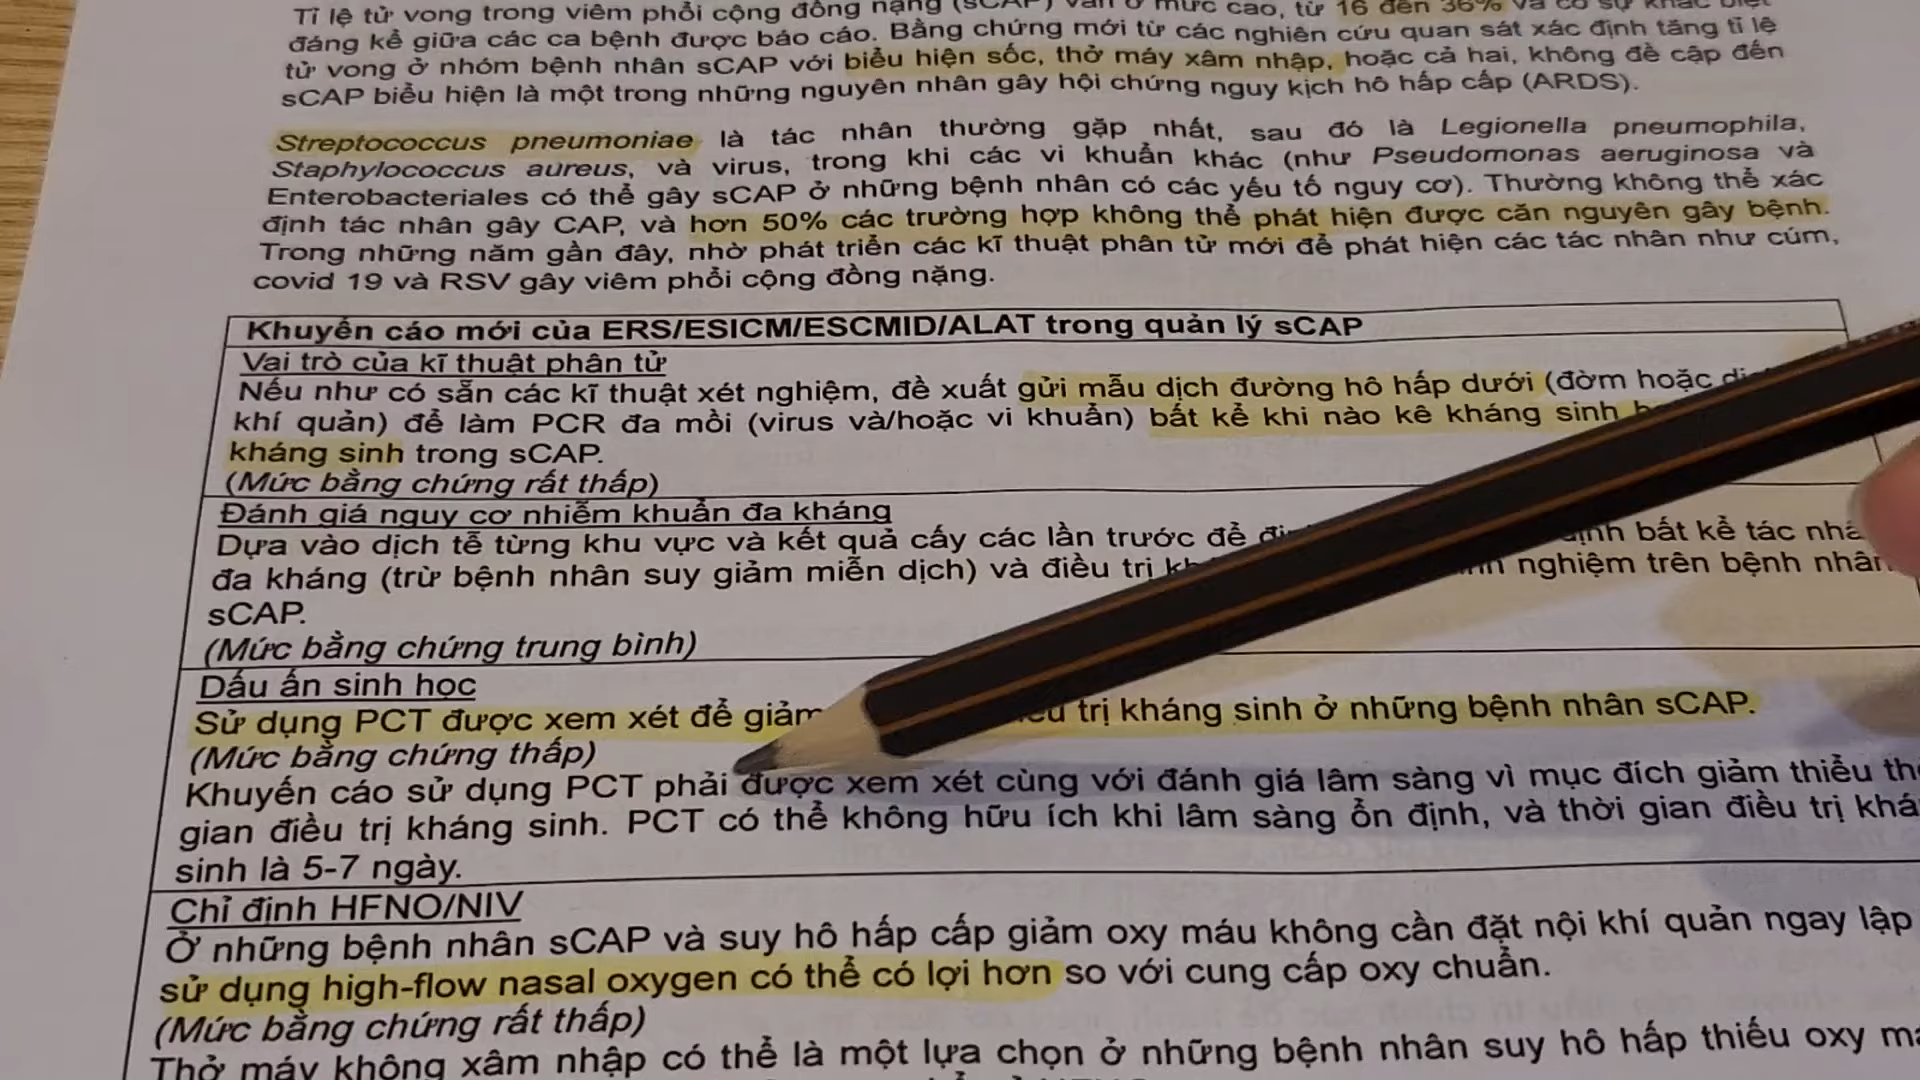 Tỉ lệ tử vong trong viêm phổi cộng đồng nặng (sCAP) vẫn ở mức cao, từ 16 đến 36% và có sự khác biệt
đáng kể giữa các ca bệnh được báo cáo. Bằng chứng mới từ các nghiên cứu quan sát xác định tăng tỉ lệ
tử vong ở nhóm bệnh nhân sCAP với biểu hiện sốc, thở máy xâm nhập, hoặc cả hai, không đề cập đến
sCAP biểu hiện là một trong những nguyên nhân gây hội chứng nguy kịch hô hấp cấp (ARDS).
Streptococcus pneumoniae là tác nhân thường gặp nhất, sau đó là Legionella pneumophila,
Staphylococcus aureus, và virus, trong khi các vi khuẩn khác (như Pseudomonas aeruginosa và
Enterobacteriales có thể gây sCAP ở những bệnh nhân có các yếu tố nguy cơ). Thường không thể xác
định tác nhân gây CAP, và hơn 50% các trường hợp không thể phát hiện được căn nguyên gây bệnh.
Trong những năm gần đây, nhờ phát triển các kĩ thuật phân tử mới để phát hiện các tác nhân như cúm,
covid 19 và RSV gây viêm phổi cộng đồng nặng.
Khuyến cáo mới của ERS/ESICM/ESCMID/ALAT trong quản lý sCAP
Vai trò của kĩ thuật phân tử
Nếu như có sẵn các kĩ thuật xét nghiệm, đề xuất gửi mẫu dịch đường hô hấp dưới (đờm hoặc
khí quản) để làm PCR đa mồi (virus và/hoặc vi khuẩn) bất kể khi nào kê kháng sinh
kháng sinh trong sCAP.
(Mức bằng chứng rất thấp)
Đánh giá nguy cơ nhiễm khuẩn đa kháng
Dựa vào dịch tễ từng khu vực và kết quả cấy các lần trước để bất kể tác
đa kháng (trừ bệnh nhân suy giảm miễn dịch) và điều trị nghiệm trên bệnh nhân
sCAP.
(Mức bằng chứng trung bình)
Dấu ấn sinh học
Sử dụng PCT được xem xét để giảm trị kháng sinh ở những bệnh nhân sCAP.
(Mức bằng chứng thấp)
Khuyến cáo sử dụng PCT phải được xem xét cùng với đánh giá lâm sàng vì mục đích giảm thiểu
gian điều trị kháng sinh. PCT có thể không hữu ích khi lâm sàng ổn định, và thời gian điều trị
sinh là 5-7 ngày.
Chỉ định HFNO/NIV
Ở những bệnh nhân sCAP và suy hô hấp cấp giảm oxy máu không cần đặt nội khí quản ngay lập
sử dụng high-flow nasal oxygen có thể có lợi hơn so với cung cấp oxy chuẩn.
(Mức bằng chứng rất thấp)
Thở máy không xâm nhập có thể là một lựa chọn ở những bệnh nhân suy hô hấp thiếu oxy